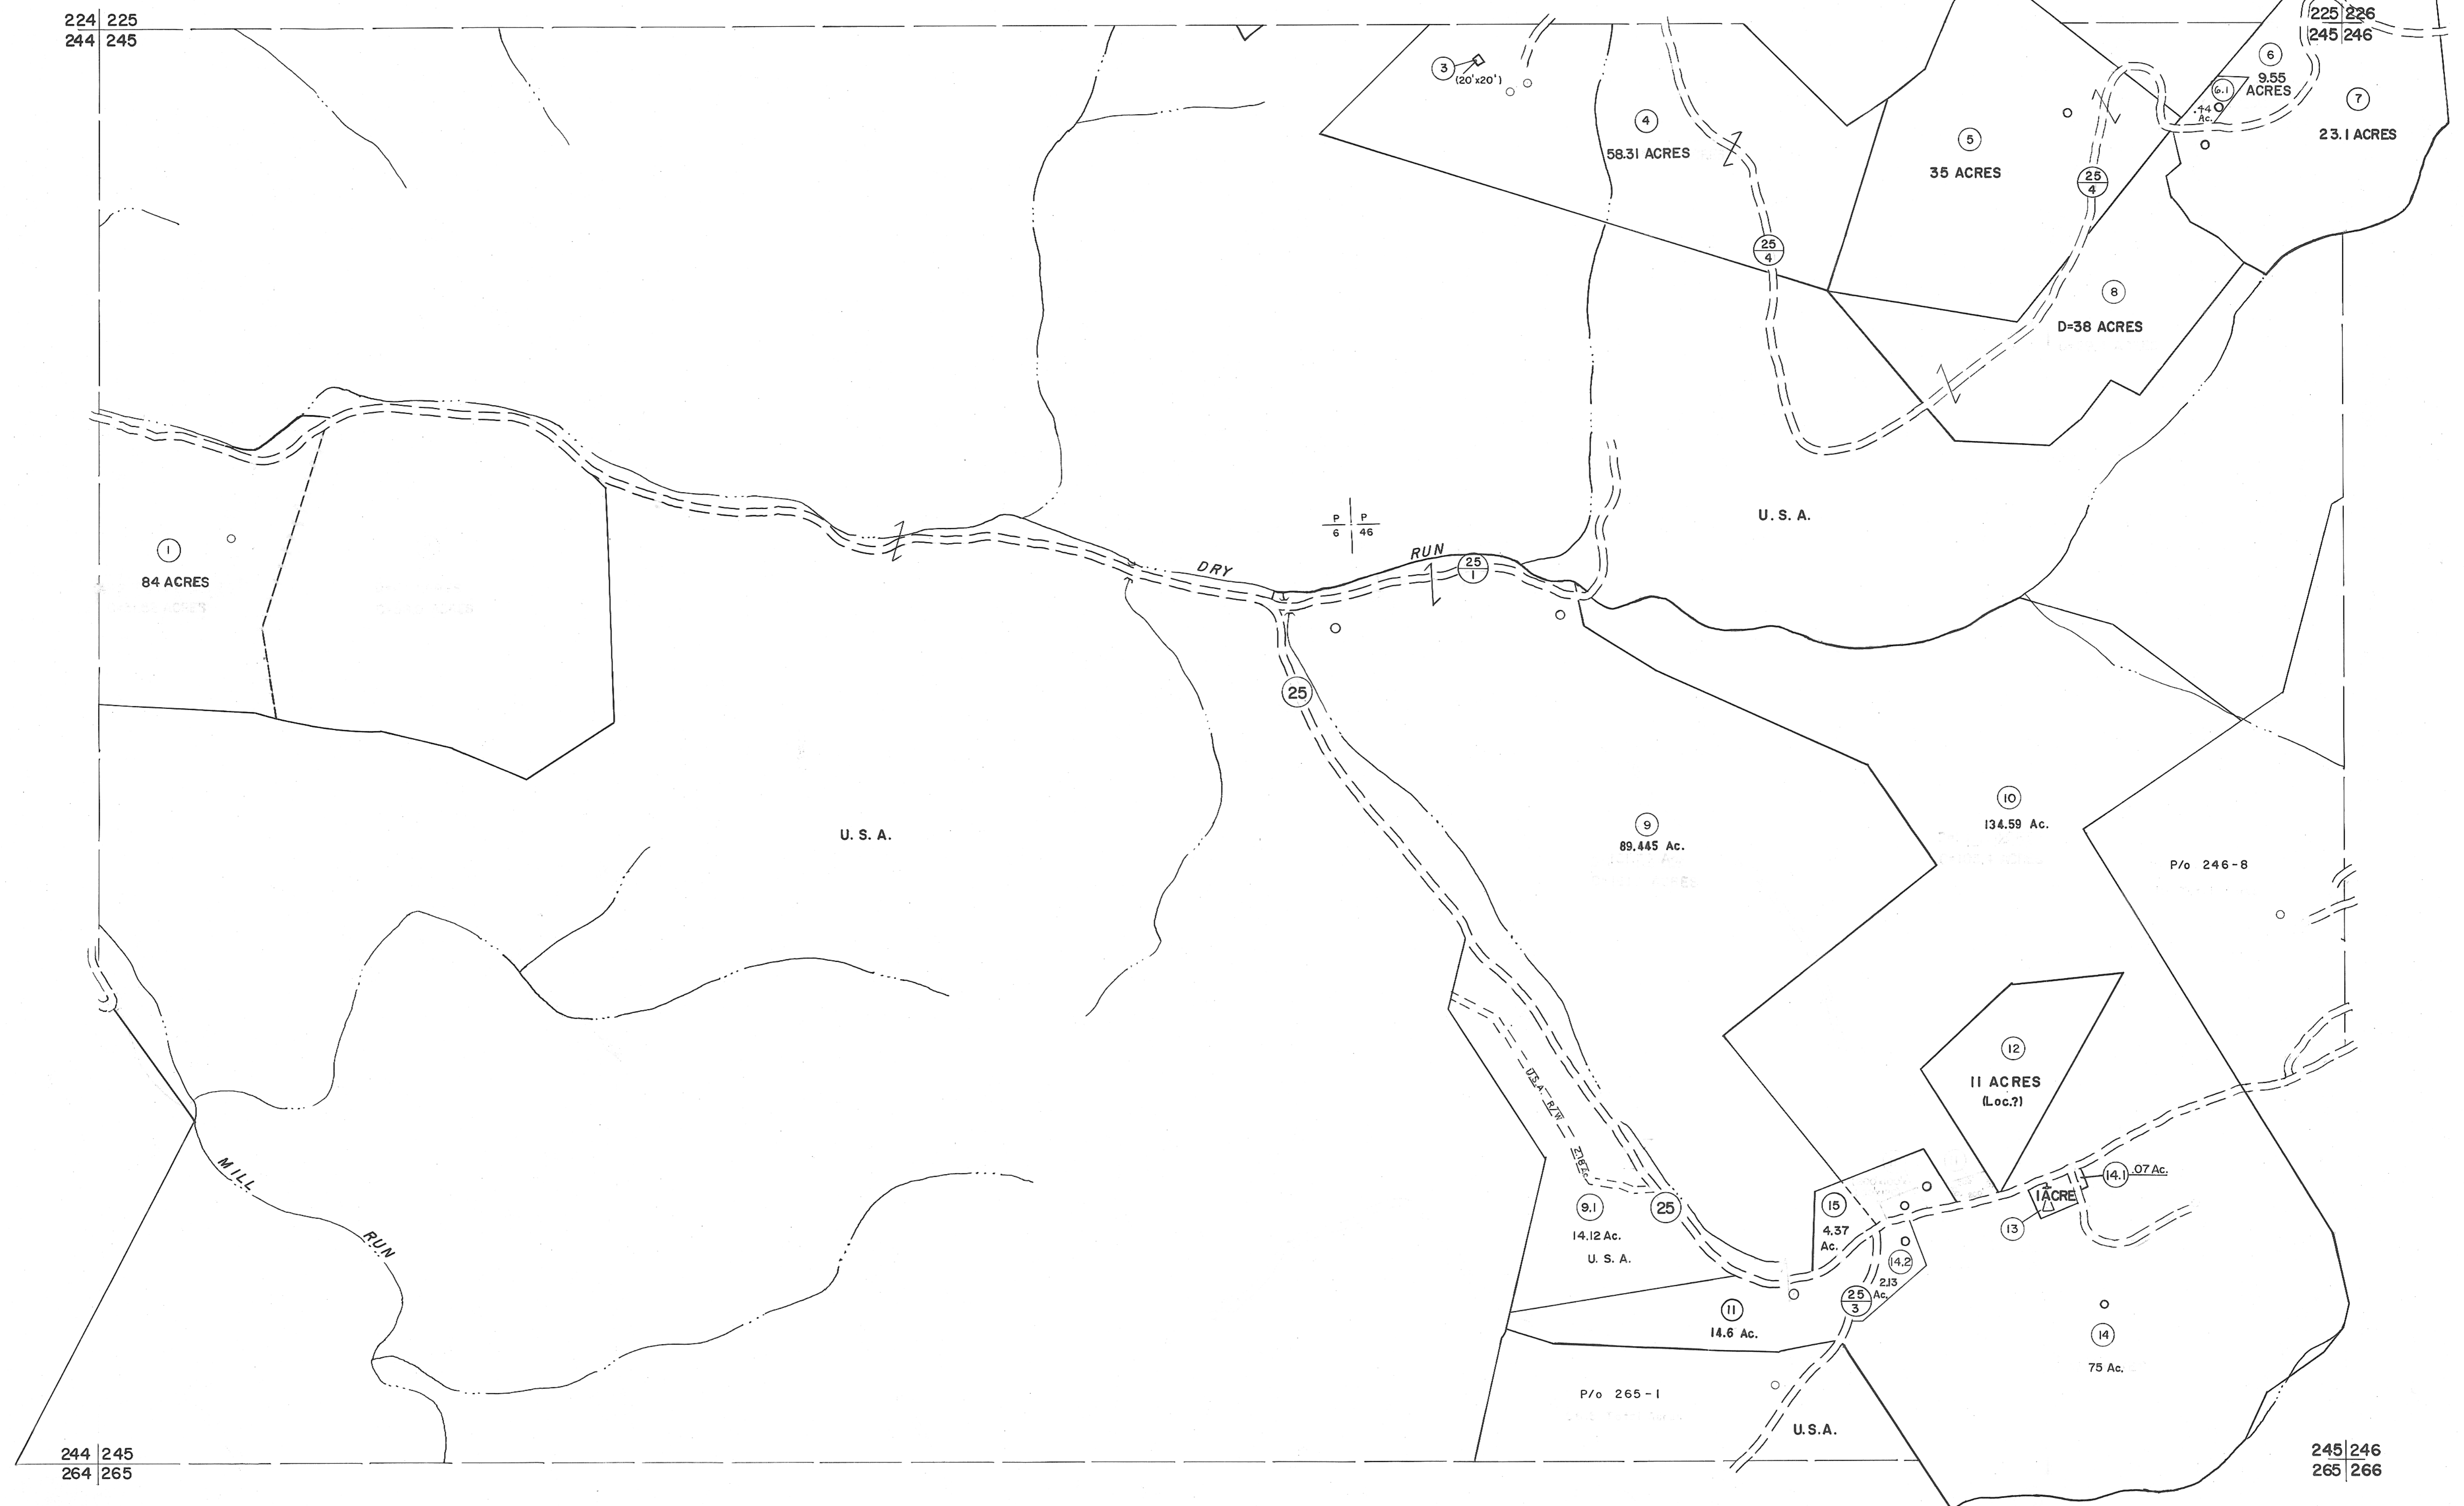 224 225
244 245
225 226
245 246
3
(20'x20')
4
58.31 ACRES
5
35 ACRES
6
9.55
ACRES
6.1
.44
Ac.
7
23.1 ACRES
25
4
25
4
8
D=38 ACRES
1
84 ACRES
P P
6 46
U.S.A.
DRY RUN
25
1
25
U. S. A.
9
89.445 Ac.
10
134.59 Ac.
P/o 246-8
12
11 ACRES
(Loc.?)
U.S.A. R/W
MILL RUN
9.1
14.12 Ac.
U. S. A.
25
15
4.37
Ac.
14.1 .07 Ac.
1 ACRE
13
14.2
2.13
Ac.
25
3
11
14.6 Ac.
14
75 Ac.
P/o 265-1
U.S.A.
244 245
264 265
245 246
265 266